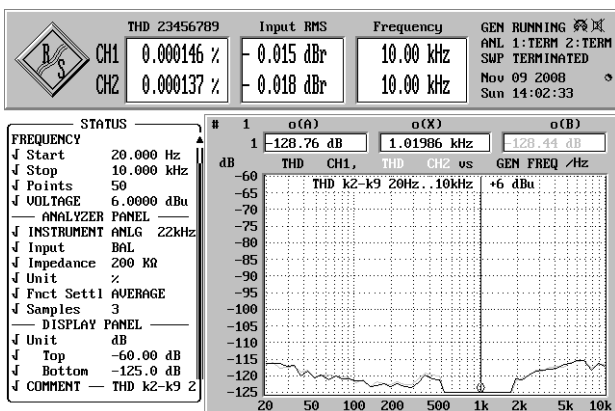 THD 23456789 Input RMS Frequency
R S
CH1 0.000146 % - 0.015 dBr 10.00 kHz
CH2 0.000137 % - 0.018 dBr 10.00 kHz
GEN RUNNING
ANL 1:TERM 2:TERM
SWP TERMINATED
Nov 09 2008
Sun 14:02:33
STATUS
FREQUENCY
Start 20.000 Hz
Stop 10.000 kHz
Points 50
VOLTAGE 6.0000 dBu
ANALYZER PANEL
INSTRUMENT ANLG 22kHz
Input BAL
Impedance 200 KΩ
Unit %
Fnct Settl AVERAGE
Samples 3
DISPLAY PANEL
Unit dB
Top -60.00 dB
Bottom -125.0 dB
COMMENT — THD k2-k9 2
# 1 o(A) o(X) o(B)
1 -128.76 dB 1.01986 kHz -128.44 dB
dB THD CH1, THD CH2 vs GEN FREQ /Hz
THD k2-k9 20Hz..10kHz +6 dBu
-60
-65
-70
-75
-80
-85
-90
-95
-100
-105
-110
-115
-120
-125
20 50 100 200 500 1k 2k 5k 10k